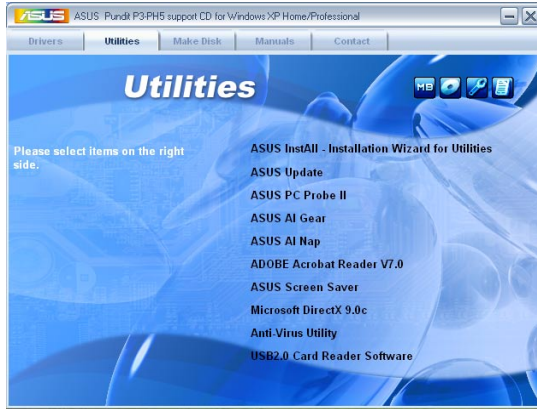 ASUS ASUS Pundit P3-PH5 support CD for Windows XP Home/Professional
Drivers Utilities Make Disk Manuals Contact
Utilities
MB
Please select items on the right
side.
ASUS InstAll - Installation Wizard for Utilities
ASUS Update
ASUS PC Probe II
ASUS AI Gear
ASUS AI Nap
ADOBE Acrobat Reader V7.0
ASUS Screen Saver
Microsoft DirectX 9.0c
Anti-Virus Utility
USB2.0 Card Reader Software